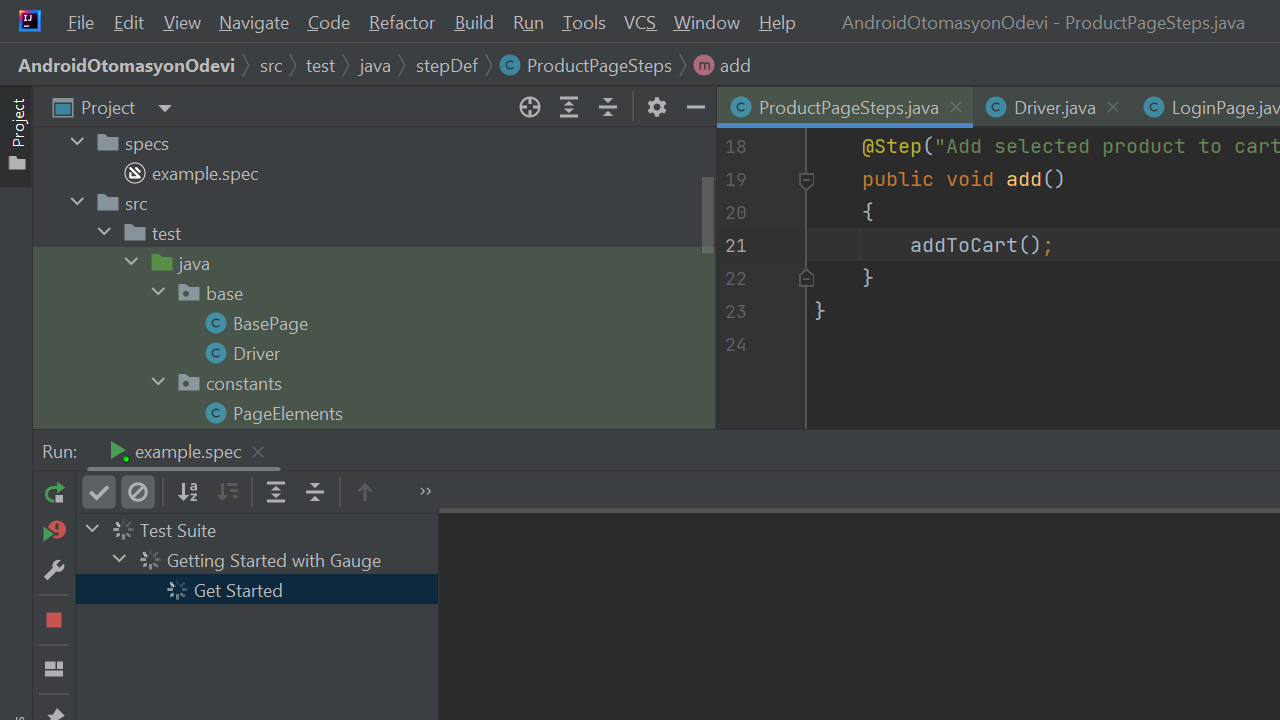 File Edit View Navigate Code Refactor Build Run Tools VCS Window Help AndroidOtomasyonOdevi - ProductPageSteps.java
AndroidOtomasyonOdevi src test java stepDef ProductPageSteps add
Project
Project
ProductPageSteps.java Driver.java LoginPage.jav
specs
example.spec
src
test
java
base
BasePage
Driver
constants
PageElements
18 @Step("Add selected product to cart
19 public void add()
20 {
21 addToCart();
22 }
23 }
24
Run: example.spec
Test Suite
Getting Started with Gauge
Get Started